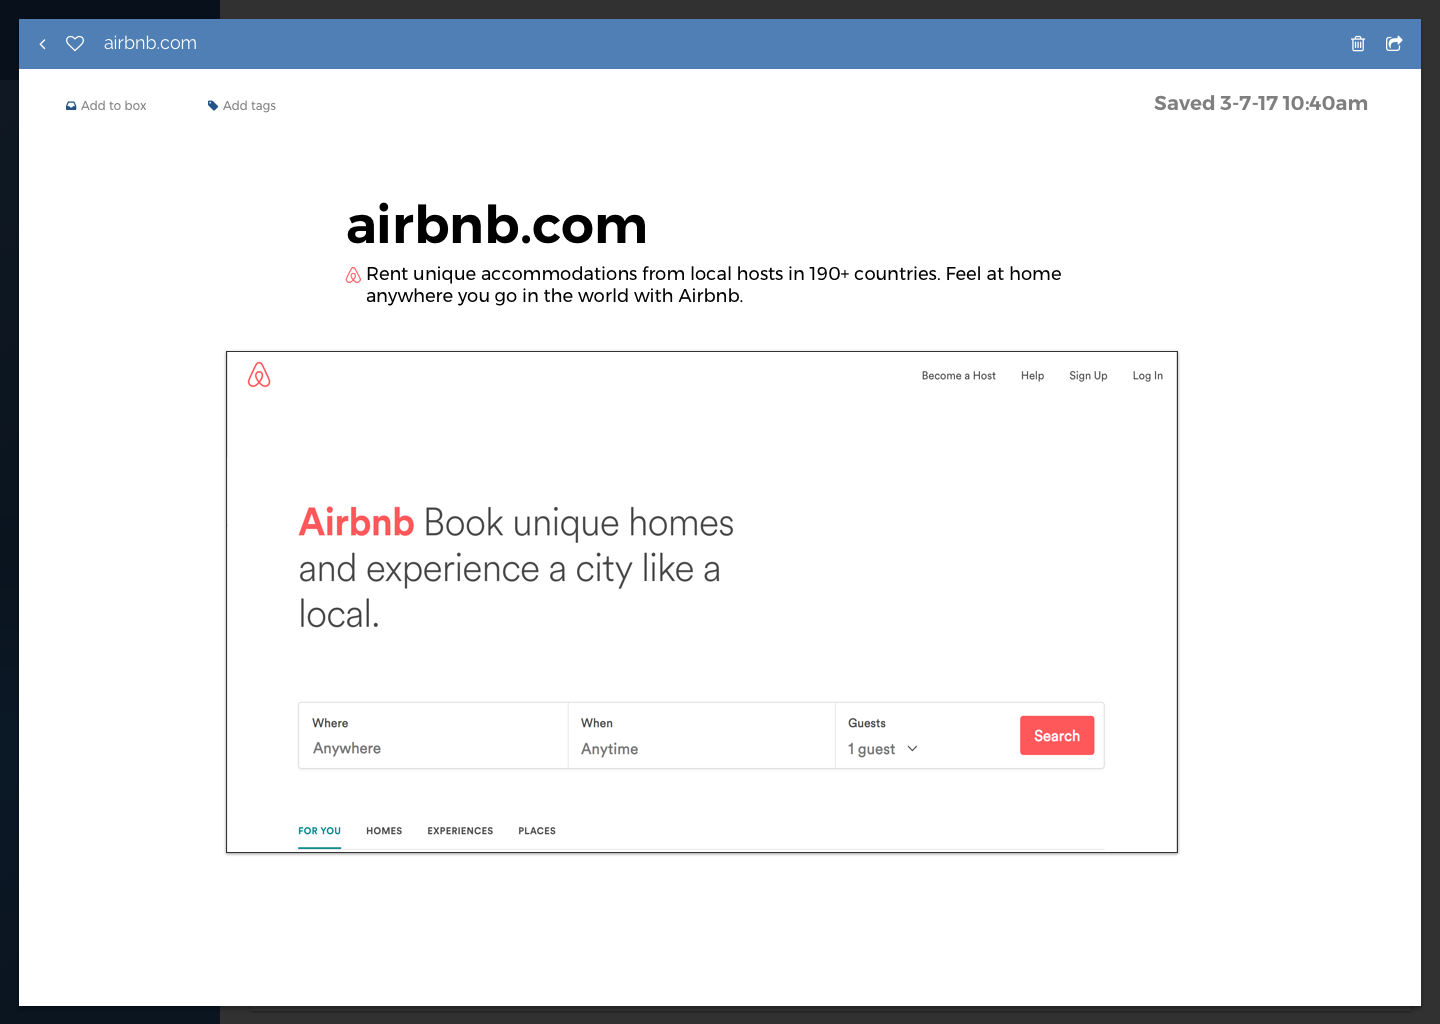 airbnb.com
Add to box
Add tags
Saved 3-7-17 10:40am
airbnb.com
Rent unique accommodations from local hosts in 190+ countries. Feel at home
anywhere you go in the world with Airbnb.
Become a Host
Help
Sign Up
Log In
Airbnb Book unique homes
and experience a city like a
local.
Where
Anywhere
When
Anytime
Guests
1 guest
Search
FOR YOU
HOMES
EXPERIENCES
PLACES